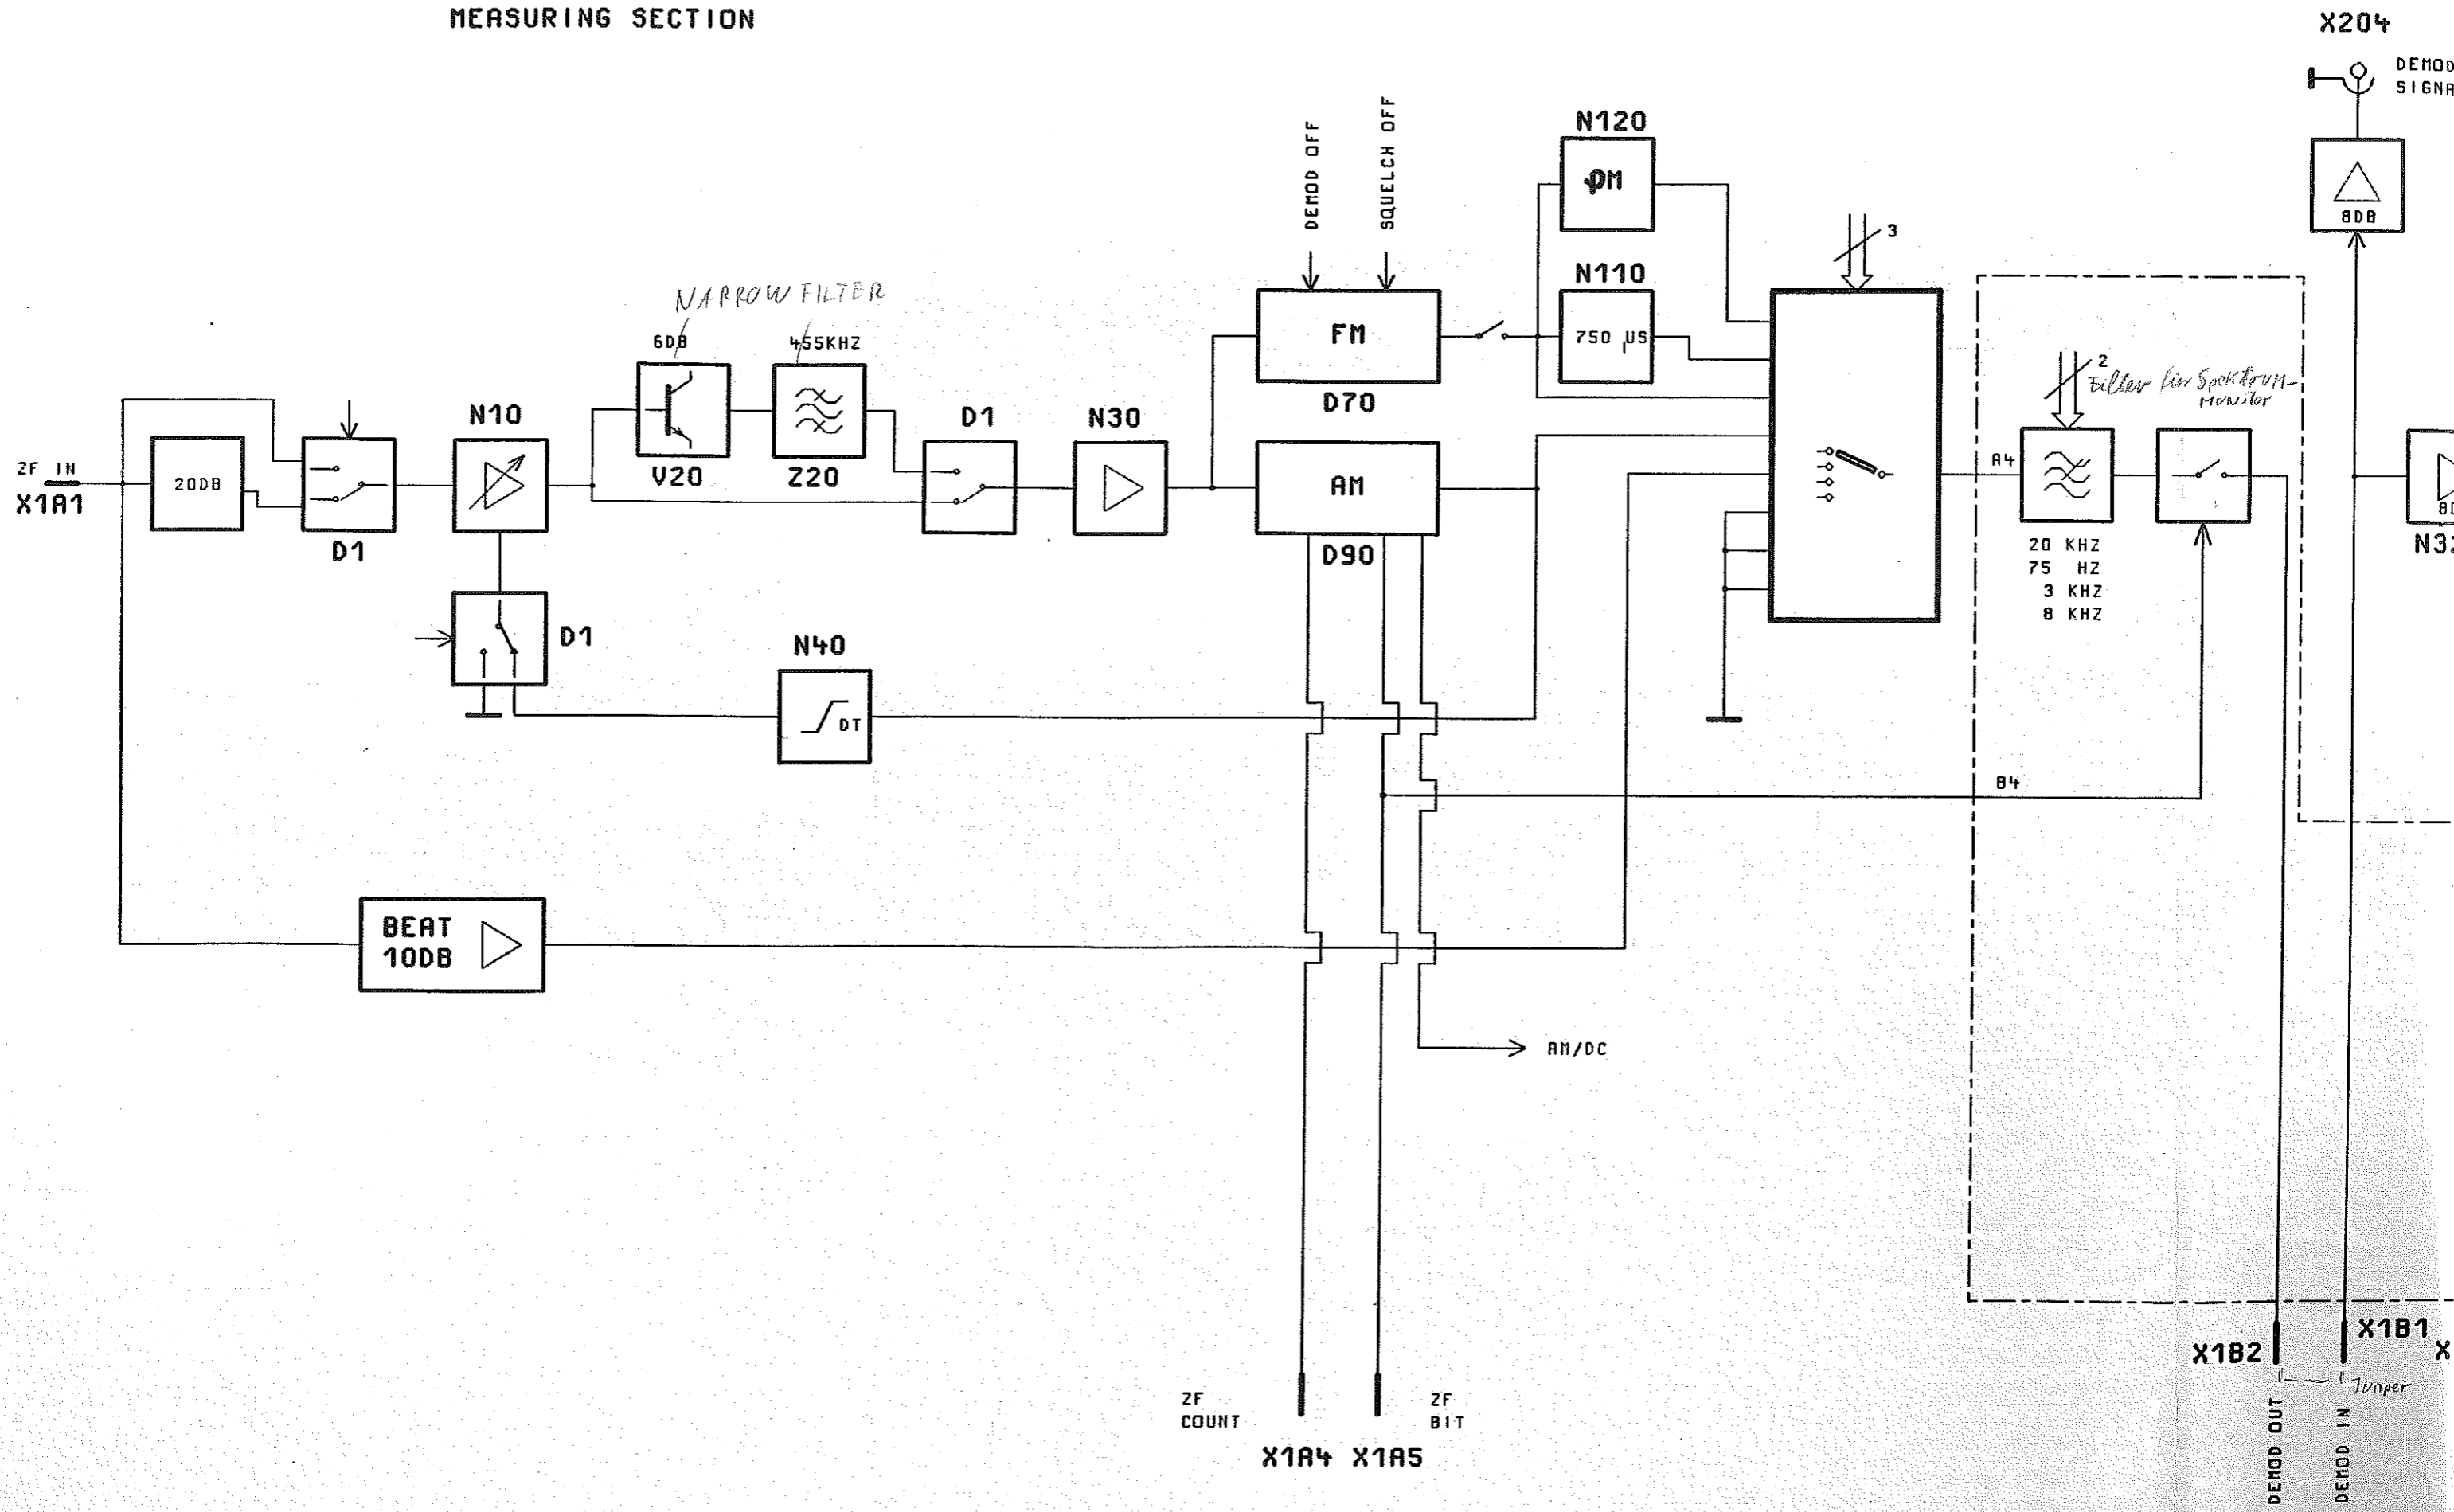 MEASURING SECTION
X204
DEMOD
SIGNA
8DB
DEMOD OFF
SQUELCH OFF
N120
φM
N110
750 µS
3
NARROW FILTER
6DB
455KHZ
V20
Z20
FM
D70
AM
D90
ZF IN
X1A1
20DB
D1
N10
D1
N30
D1
N40
DT
2
Filter für Spektrum-
Monitor
A4
20 KHZ
75 HZ
3 KHZ
8 KHZ
B4
BEAT
10DB
AM/DC
ZF
COUNT
X1A4
X1A5
ZF
BIT
X1B2
X1B1
X
Jumper
DEMOD OUT
DEMOD IN